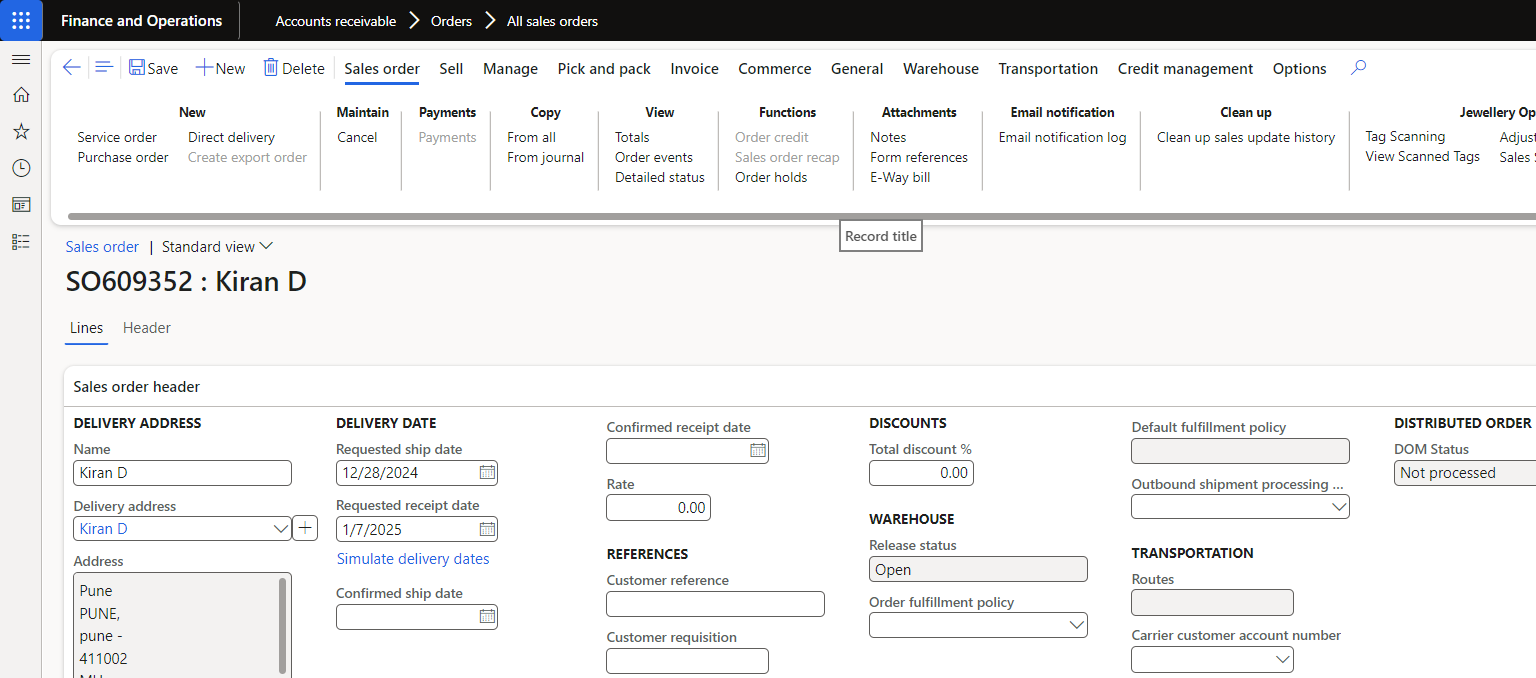 Finance and Operations
Accounts receivable
Orders
All sales orders
Save
New
Delete
Sales order
Sell
Manage
Pick and pack
Invoice
Commerce
General
Warehouse
Transportation
Credit management
Options
New
Service order
Direct delivery
Purchase order
Create export order
Maintain
Cancel
Payments
Payments
Copy
From all
From journal
View
Totals
Order events
Detailed status
Functions
Order credit
Sales order recap
Order holds
Attachments
Notes
Form references
E-Way bill
Email notification
Email notification log
Clean up
Clean up sales update history
Jewellery Op
Tag Scanning
Adjust
View Scanned Tags
Sales
Record title
Sales order | Standard view
SO609352 : Kiran D
Lines
Header
Sales order header
DELIVERY ADDRESS
Name
Kiran D
Delivery address
Kiran D
Address
Pune
PUNE,
pune -
411002
DELIVERY DATE
Requested ship date
12/28/2024
Requested receipt date
1/7/2025
Simulate delivery dates
Confirmed ship date
Confirmed receipt date
Rate
0.00
REFERENCES
Customer reference
Customer requisition
DISCOUNTS
Total discount %
0.00
WAREHOUSE
Release status
Open
Order fulfillment policy
Default fulfillment policy
Outbound shipment processing ...
TRANSPORTATION
Routes
Carrier customer account number
DISTRIBUTED ORDER
DOM Status
Not processed